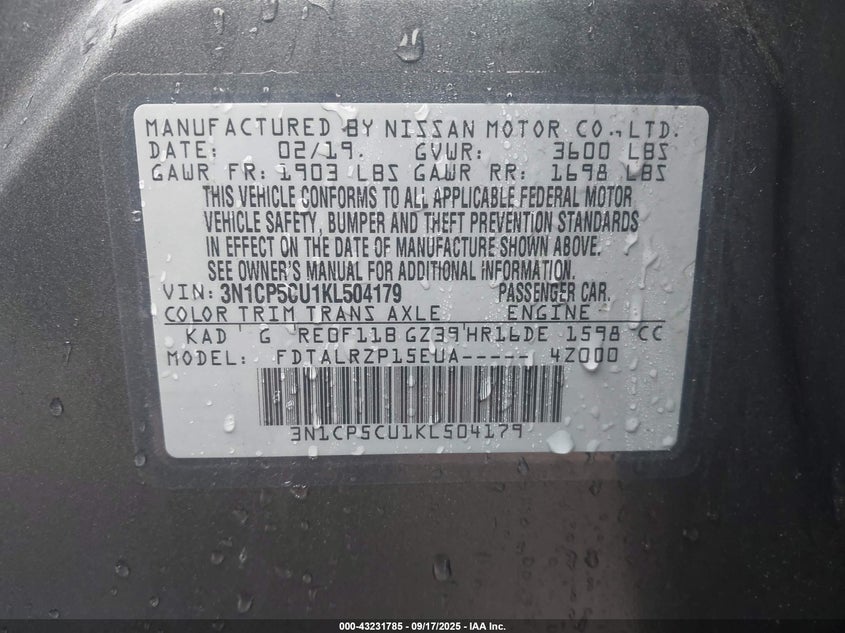 MANUFACTURED BY NISSAN MOTOR CO.,LTD.
DATE: 02/19. GVWR: 3600 LBS
GAWR FR: 1903 LBS GAWR RR: 1698 LBS
THIS VEHICLE CONFORMS TO ALL APPLICABLE FEDERAL MOTOR
VEHICLE SAFETY, BUMPER AND THEFT PREVENTION STANDARDS
IN EFFECT ON THE DATE OF MANUFACTURE SHOWN ABOVE.
SEE OWNER'S MANUAL FOR ADDITIONAL INFORMATION.
VIN: 3N1CP5CU1KL504179 PASSENGER CAR.
COLOR TRIM TRANS AXLE ENGINE
KAD G RE0F11B GZ39 HR16DE 1598 CC
MODEL: FDTALRZP15EUA----- 4Z000
3N1CP5CU1KL504179
000-43231785 - 09/17/2025 - IAA Inc.